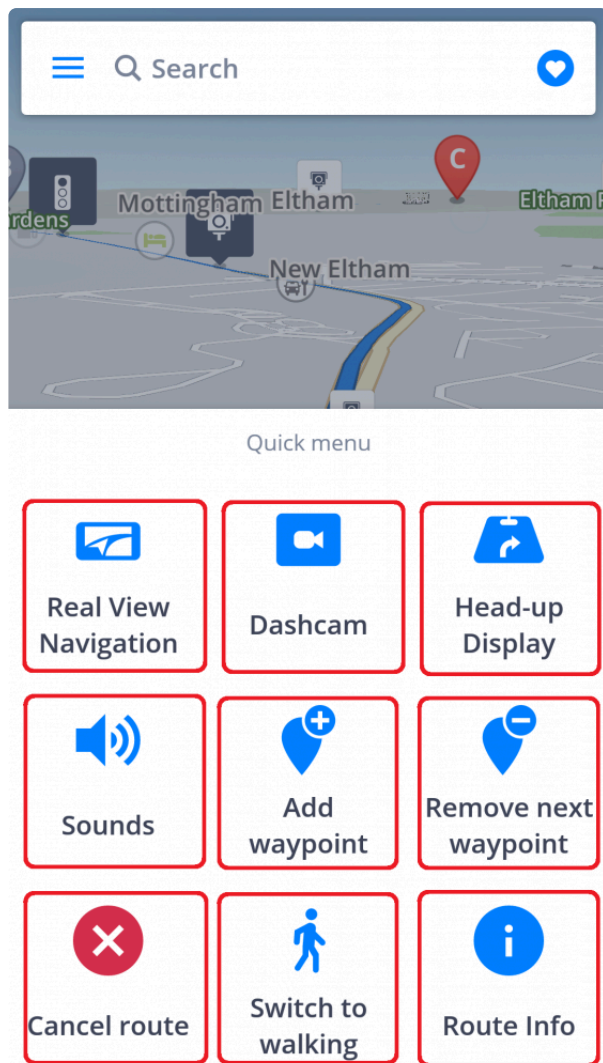 Search
C
rdens
Mottingham
Eltham
Eltham
New Eltham
Quick menu
Real View
Navigation
Dashcam
Head-up
Display
Sounds
Add
waypoint
Remove next
waypoint
Cancel route
Switch to
walking
Route Info